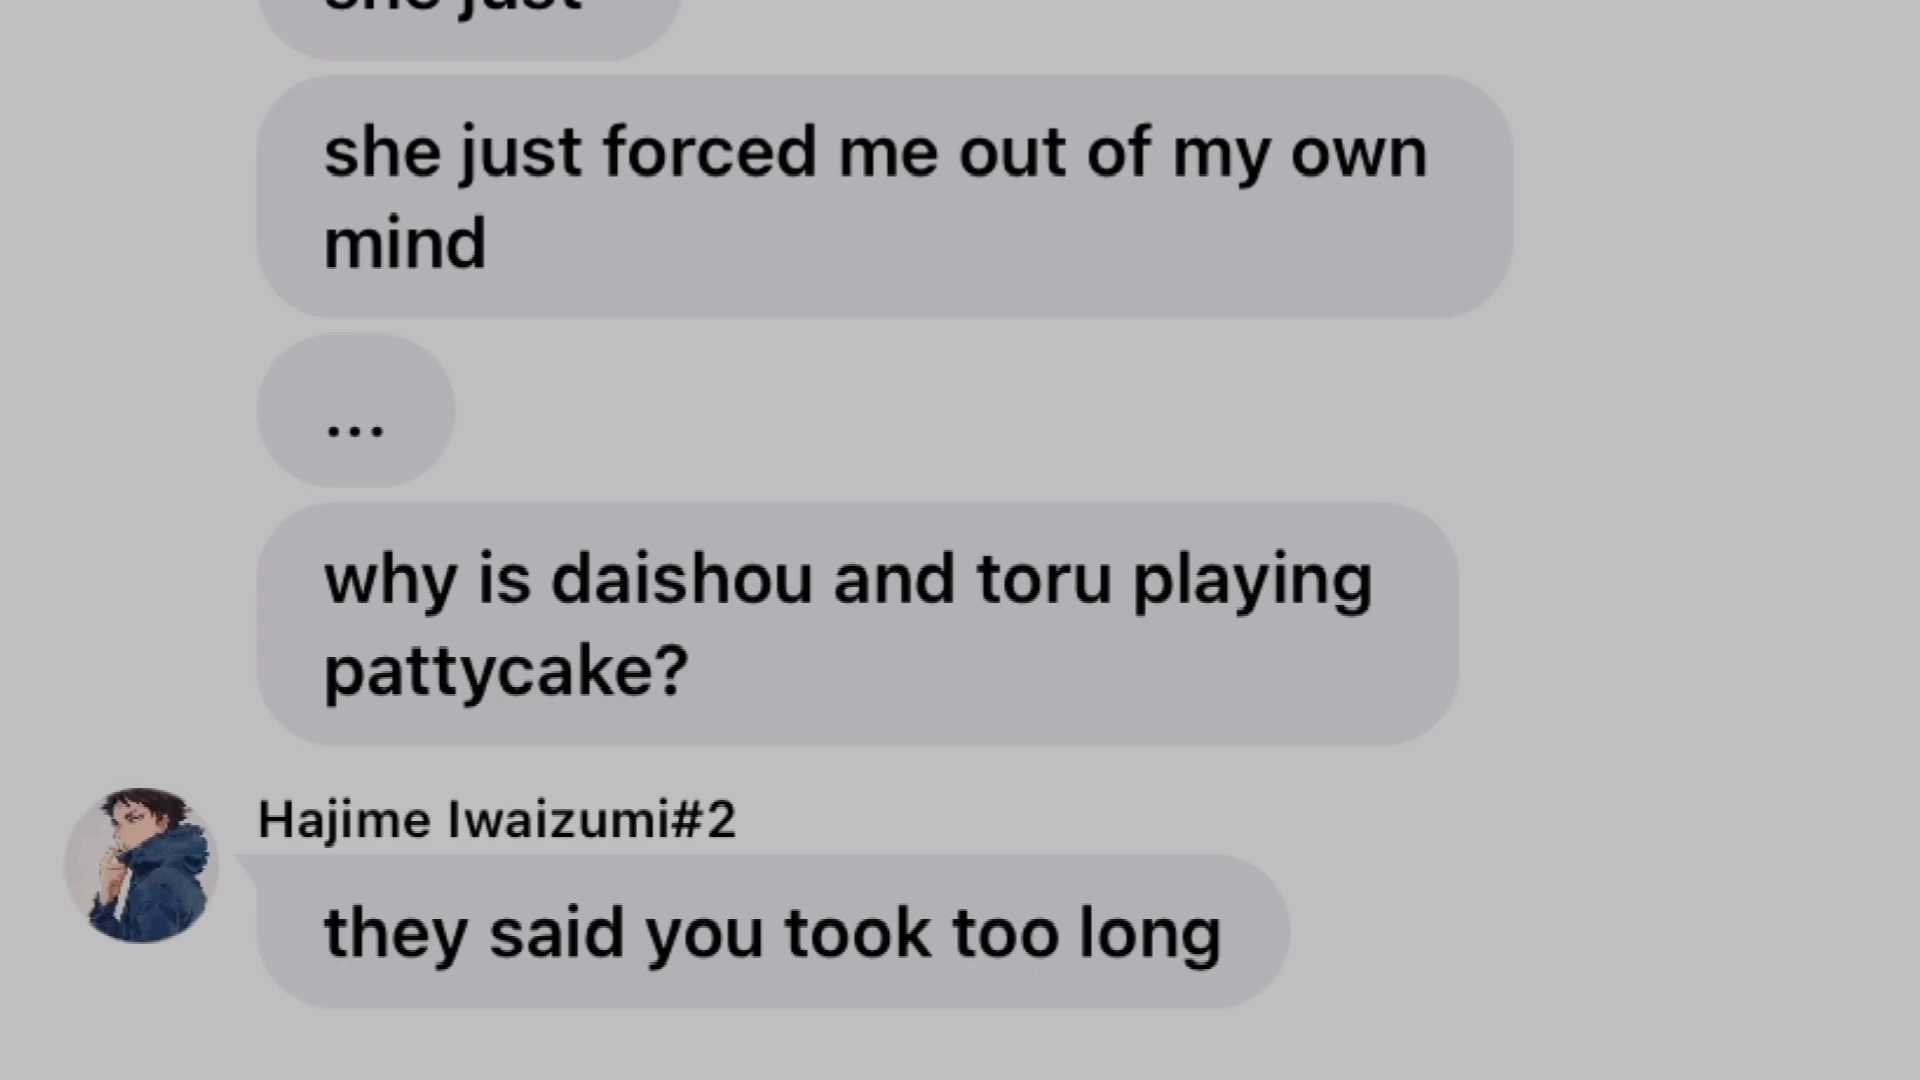 she just
she just forced me out of my own
mind
...
why is daishou and toru playing
pattycake?
Hajime Iwaizumi#2
they said you took too long